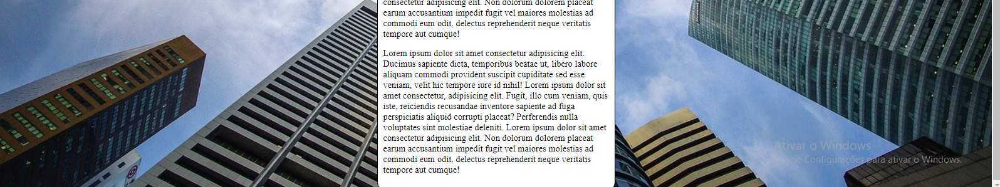 consectetur adipisicing elit. Non dolorum dolorem placeat
earum accusantium impedit fugit vel maiores molestias ad
commodi eum odit, delectus reprehenderit neque veritatis
tempore aut cumque!
Lorem ipsum dolor sit amet consectetur adipisicing elit.
Ducimus sapiente dicta, temporibus beatae ut, libero labore
aliquam commodi provident suscipit cupiditate sed esse
veniam, velit hic tempore iure id nihil! Lorem ipsum dolor sit
amet consectetur, adipisicing elit. Fugit, illo cum veniam, quis
iste, reiciendis recusandae inventore sapiente ad fuga
perspiciatis aliquid corrupti placeat? Perferendis nulla
voluptates sint molestiae deleniti. Lorem ipsum dolor sit amet
consectetur adipisicing elit. Non dolorum dolorem placeat
earum accusantium impedit fugit vel maiores molestias ad
commodi eum odit, delectus reprehenderit neque veritatis
tempore aut cumque!
Ativar o Windows
Configurações para ativar o Windows.